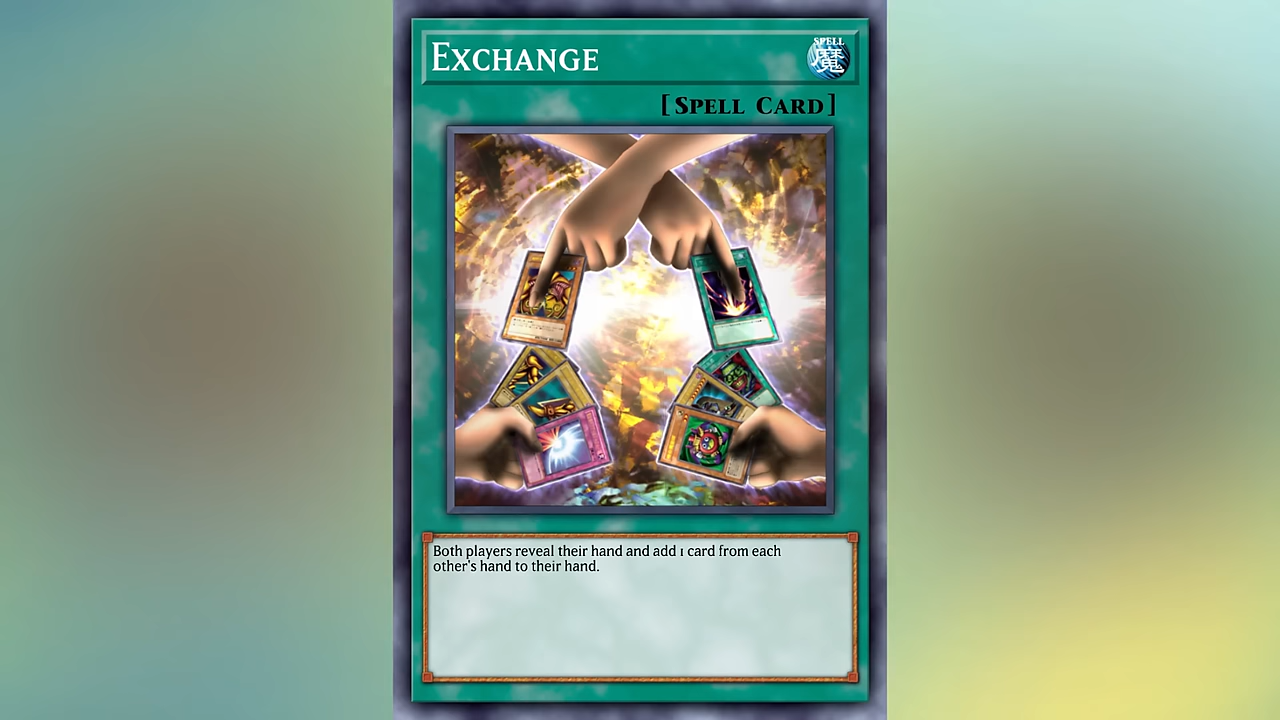 EXCHANGE
SPELL
魔
[SPELL CARD]
Both players reveal their hand and add 1 card from each
other's hand to their hand.